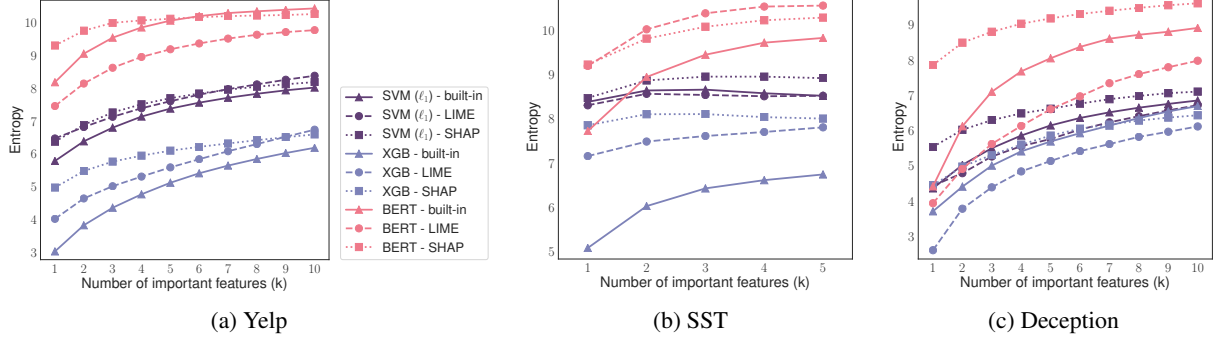 Entropy
10
9
8
7
6
5
4
3
1 2 3 4 5 6 7 8 9 10
Number of important features (k)
(a) Yelp
SVM (ℓ1) - built-in
SVM (ℓ1) - LIME
SVM (ℓ1) - SHAP
XGB - built-in
XGB - LIME
XGB - SHAP
BERT - built-in
BERT - LIME
BERT - SHAP
Entropy
10
9
8
7
6
5
1 2 3 4 5
Number of important features (k)
(b) SST
Entropy
9
8
7
6
5
4
3
1 2 3 4 5 6 7 8 9 10
Number of important features (k)
(c) Deception